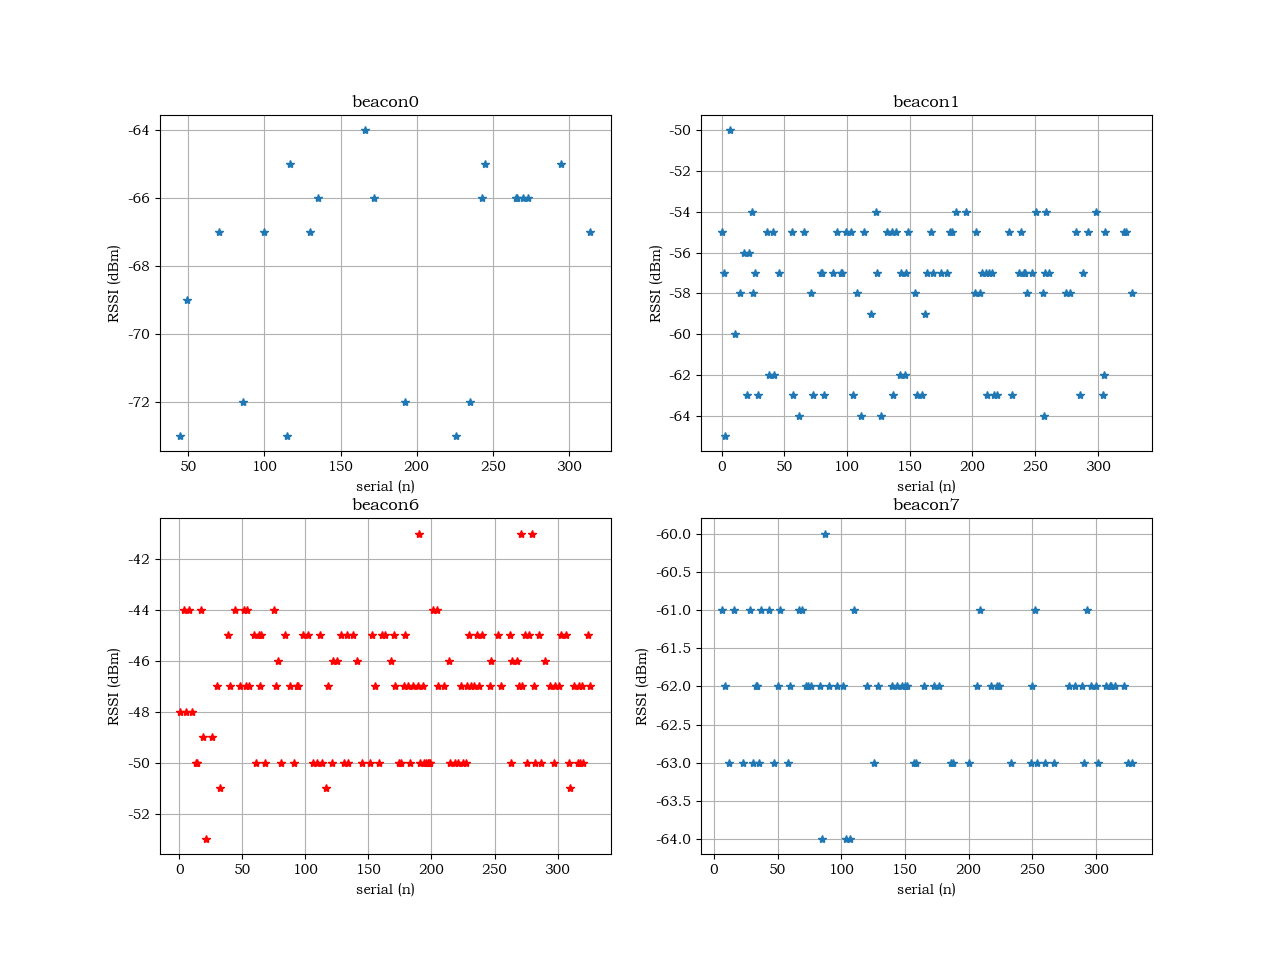 beacon0
-64
-66
-68
-70
-72
RSSI (dBm)
50 100 150 200 250 300
serial (n)
beacon1
-50
-52
-54
-56
-58
-60
-62
-64
RSSI (dBm)
0 50 100 150 200 250 300
serial (n)
beacon6
-42
-44
-46
-48
-50
-52
RSSI (dBm)
0 50 100 150 200 250 300
serial (n)
beacon7
-60.0
-60.5
-61.0
-61.5
-62.0
-62.5
-63.0
-63.5
-64.0
RSSI (dBm)
0 50 100 150 200 250 300
serial (n)